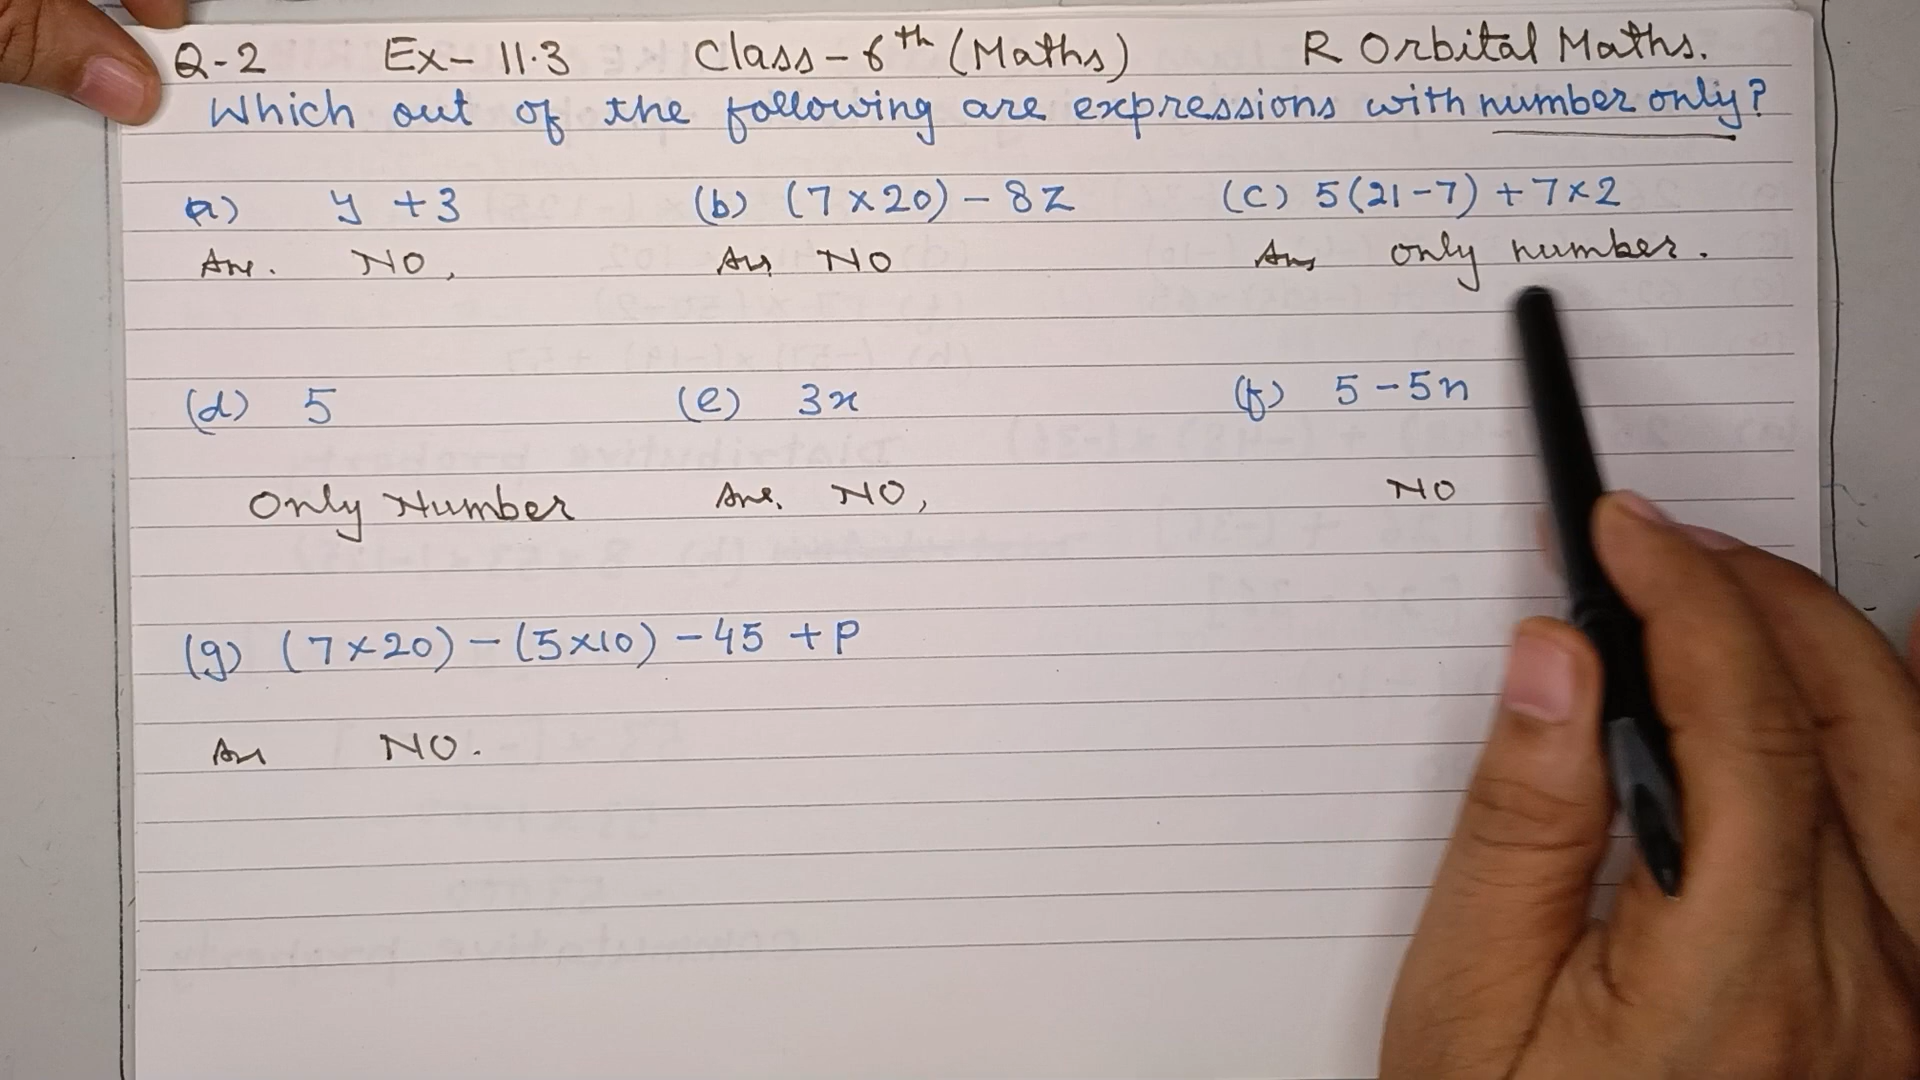 Q-2 Ex- 11.3 Class - 6th (Maths) R Orbital Maths.
Which out of the following are expressions with number only?
a) y + 3 (b) (7 × 20) - 8z (c) 5(21-7) + 7×2
Ans. NO, Ans NO Ans only number.
(d) 5 (e) 3x (f) 5 - 5n
Only Number Ans. NO, NO
(g) (7×20) - (5×10) - 45 + P
Ans NO.